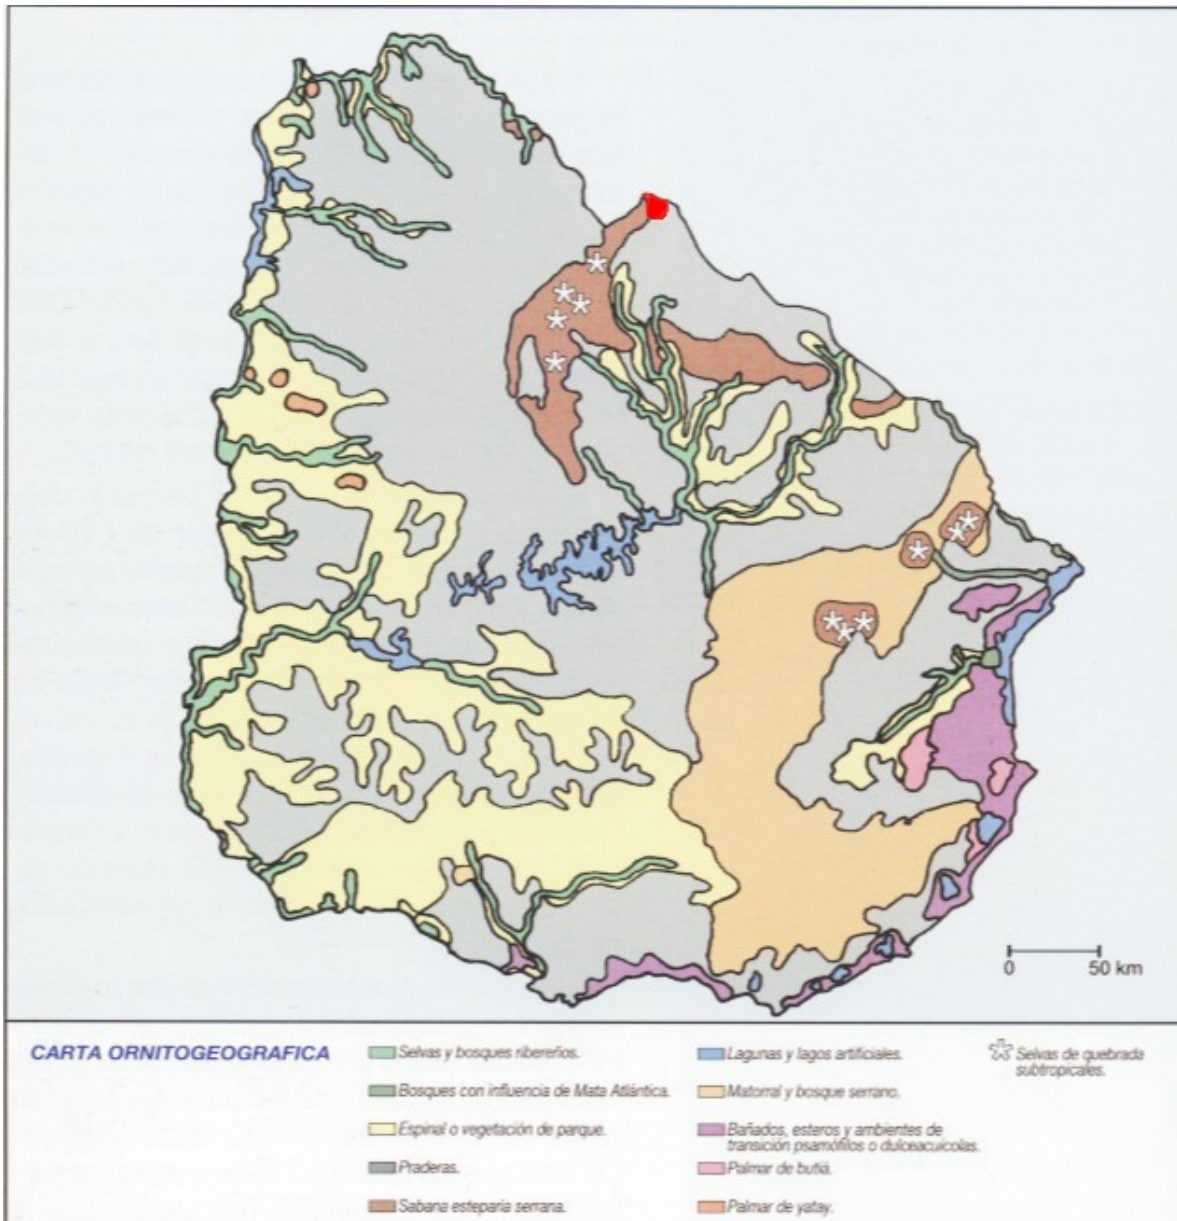 0 50 km
CARTA ORNITOGEOGRAFICA
Selvas y bosques ribereños.
Bosques con influencia de Mata Atlántica.
Espinal o vegetación de parque.
Praderas.
Sabana esteparia serrana.
Lagunas y lagos artificiales.
Matorral y bosque serrano.
Bañados, esteros y ambientes de
transición psamófilos o dulceacuícolas.
Palmar de butiá.
Palmar de yatay.
Selvas de quebrada
subtropicales.